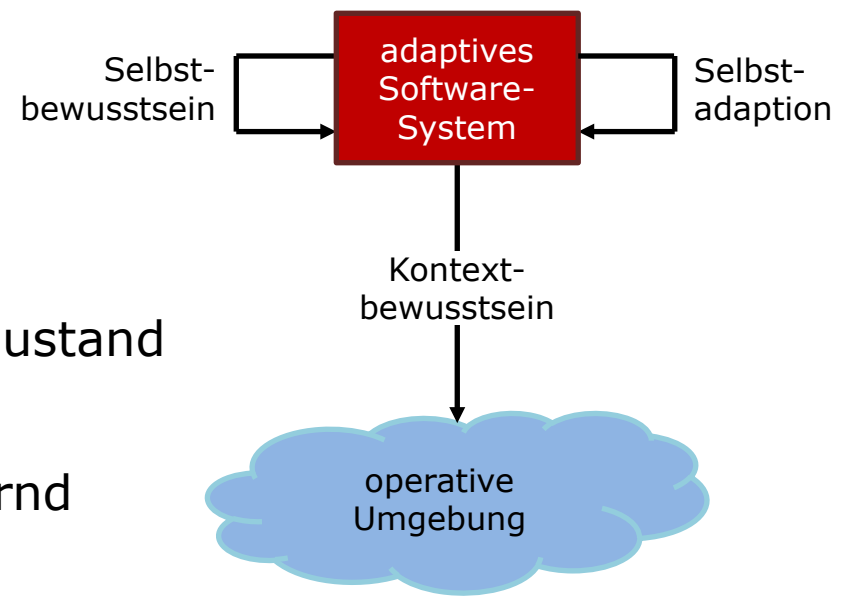 adaptives
Software-
System
Selbst-
bewusstsein
Selbst-
adaption
Kontext-
bewusstsein
ustand
rnd
operative
Umgebung